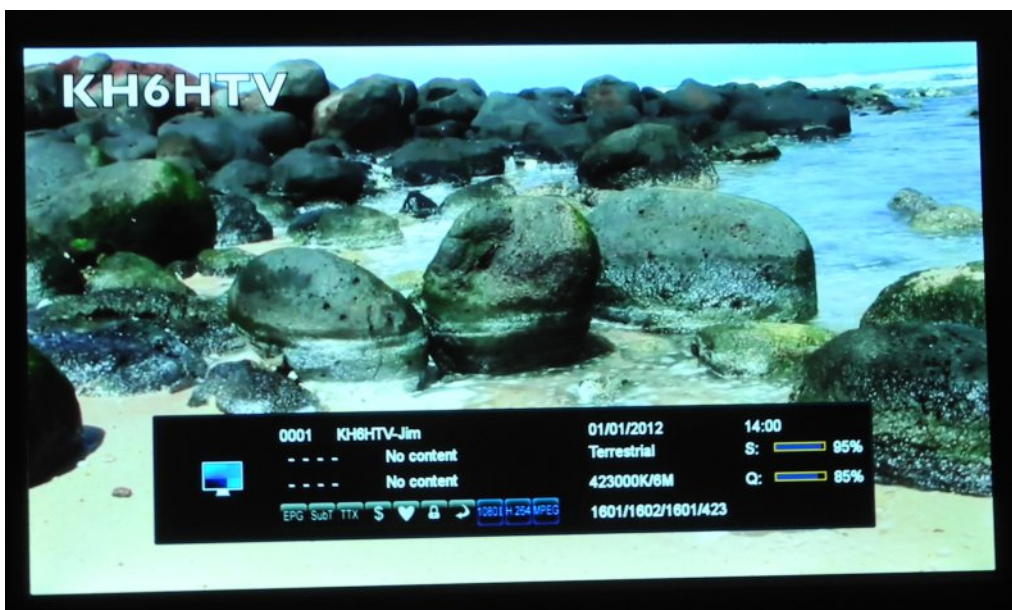 KH6HTV
0001 KH6HTV-Jim 01/01/2012 14:00
- - - - No content Terrestrial S: 95%
- - - - No content 423000K/6M Q: 85%
EPG SubT TTX $ 1080I H.264 MPEG 1601/1602/1601/423